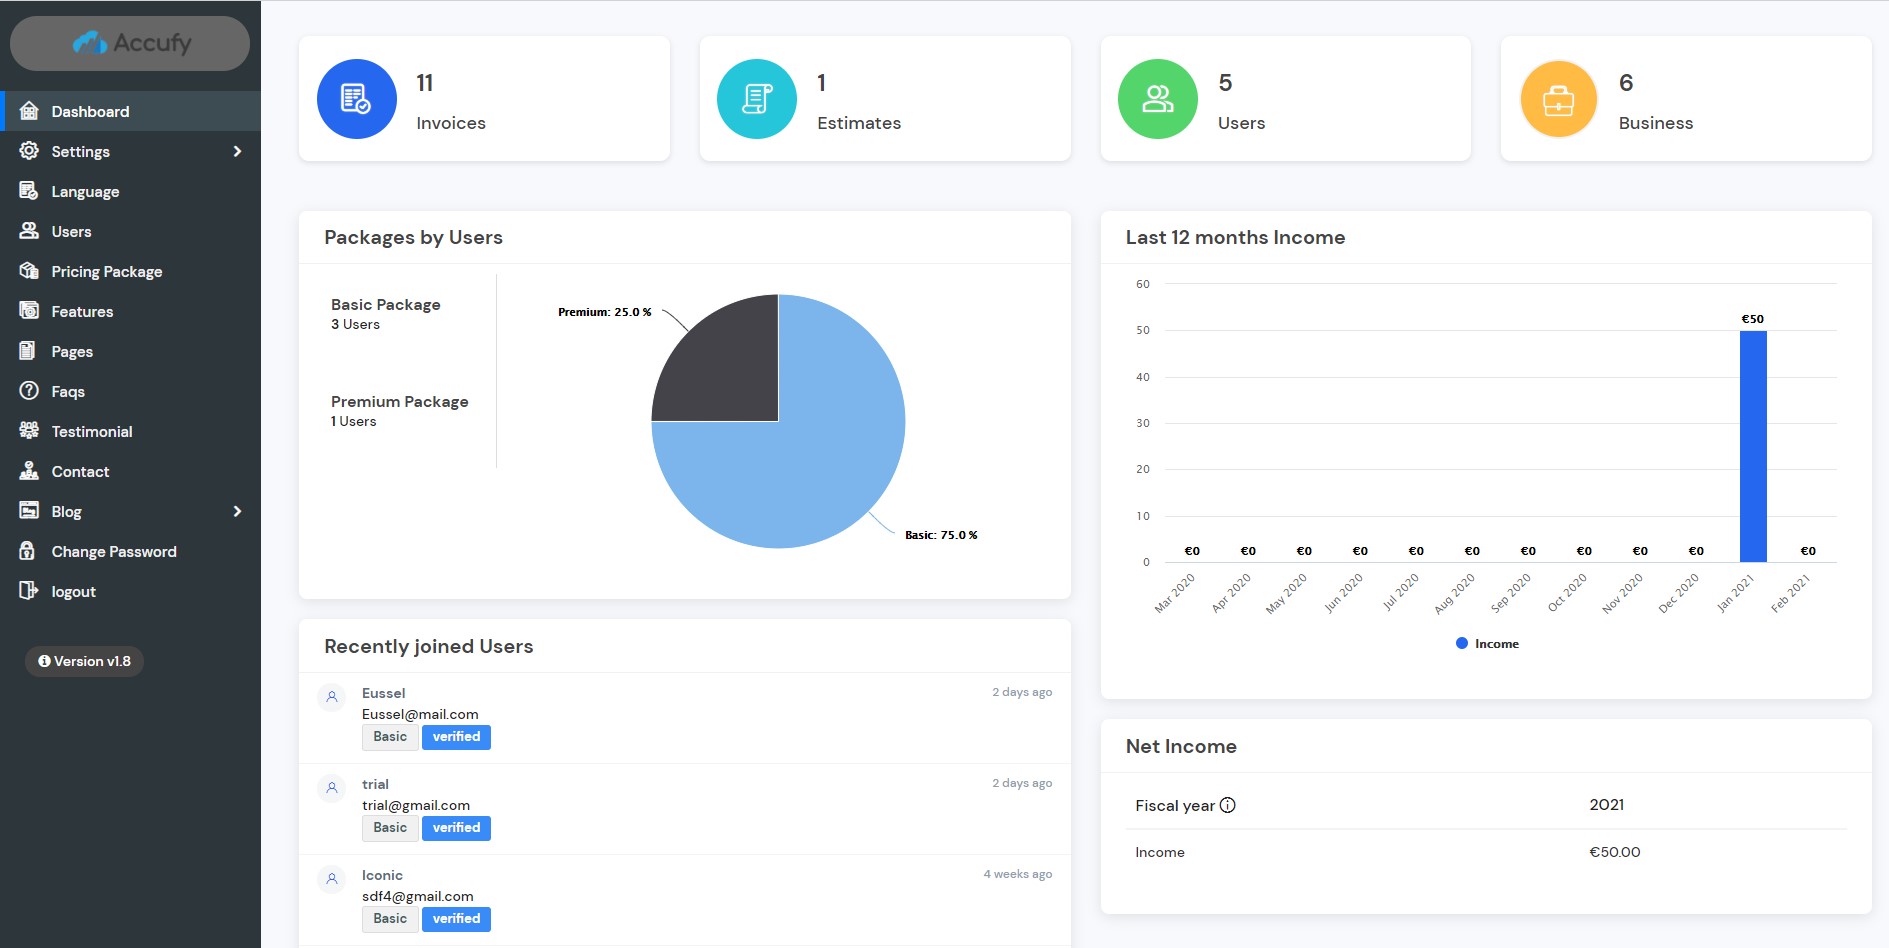 Accufy
Dashboard
Settings
Language
Users
Pricing Package
Features
Pages
Faqs
Testimonial
Contact
Blog
Change Password
logout
Version v1.8
11
Invoices
1
Estimates
5
Users
6
Business
Packages by Users
Basic Package
3 Users
Premium Package
1 Users
Premium: 25.0 %
Basic: 75.0 %
Last 12 months Income
60
50
40
30
20
10
0
€0 €0 €0 €0 €0 €0 €0 €0 €0 €0 €50 €0
Mar 2020 Apr 2020 May 2020 Jun 2020 Jul 2020 Aug 2020 Sep 2020 Oct 2020 Nov 2020 Dec 2020 Jan 2021 Feb 2021
Income
Recently joined Users
Eussel 2 days ago
Eussel@mail.com
Basic verified
trial 2 days ago
trial@gmail.com
Basic verified
Iconic 4 weeks ago
sdf4@gmail.com
Basic verified
Net Income
Fiscal year 2021
Income €50.00